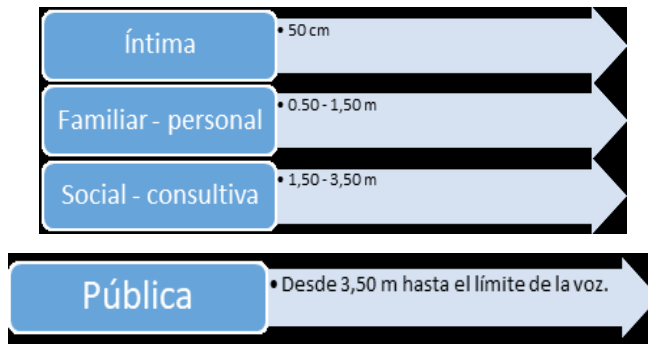 Íntima
• 50 cm
Familiar - personal
• 0.50 - 1,50 m
Social - consultiva
• 1,50 - 3,50 m
Pública
• Desde 3,50 m hasta el límite de la voz.